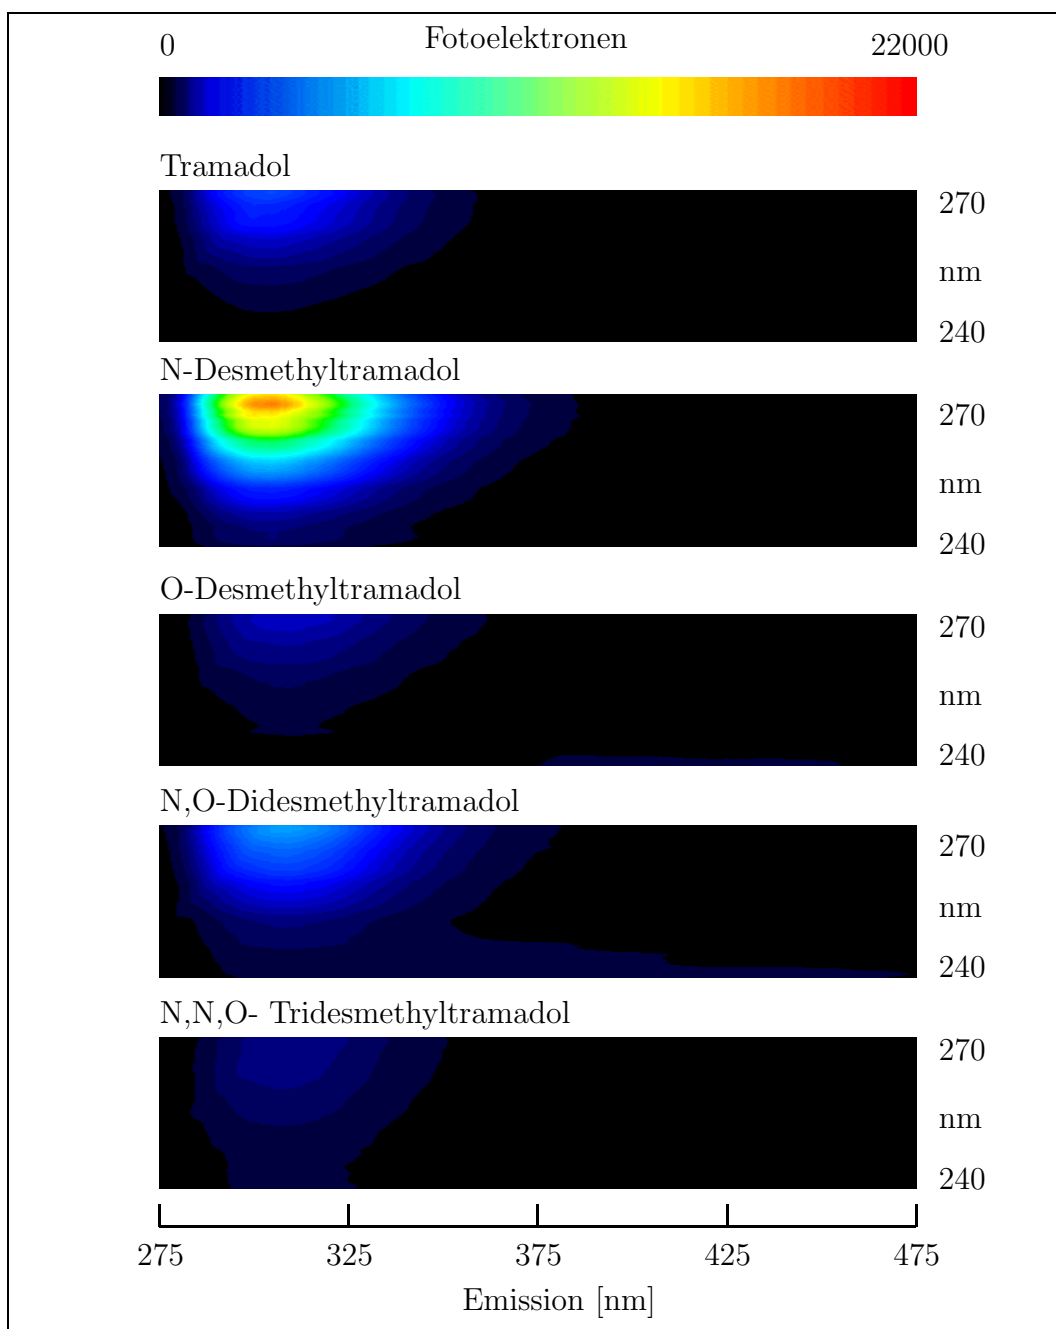 0 Fotoelektronen 22000
Tramadol
270
nm
240
N-Desmethyltramadol
270
nm
240
O-Desmethyltramadol
270
nm
240
N,O-Didesmethyltramadol
270
nm
240
N,N,O- Tridesmethyltramadol
270
nm
240
275 325 375 425 475
Emission [nm]